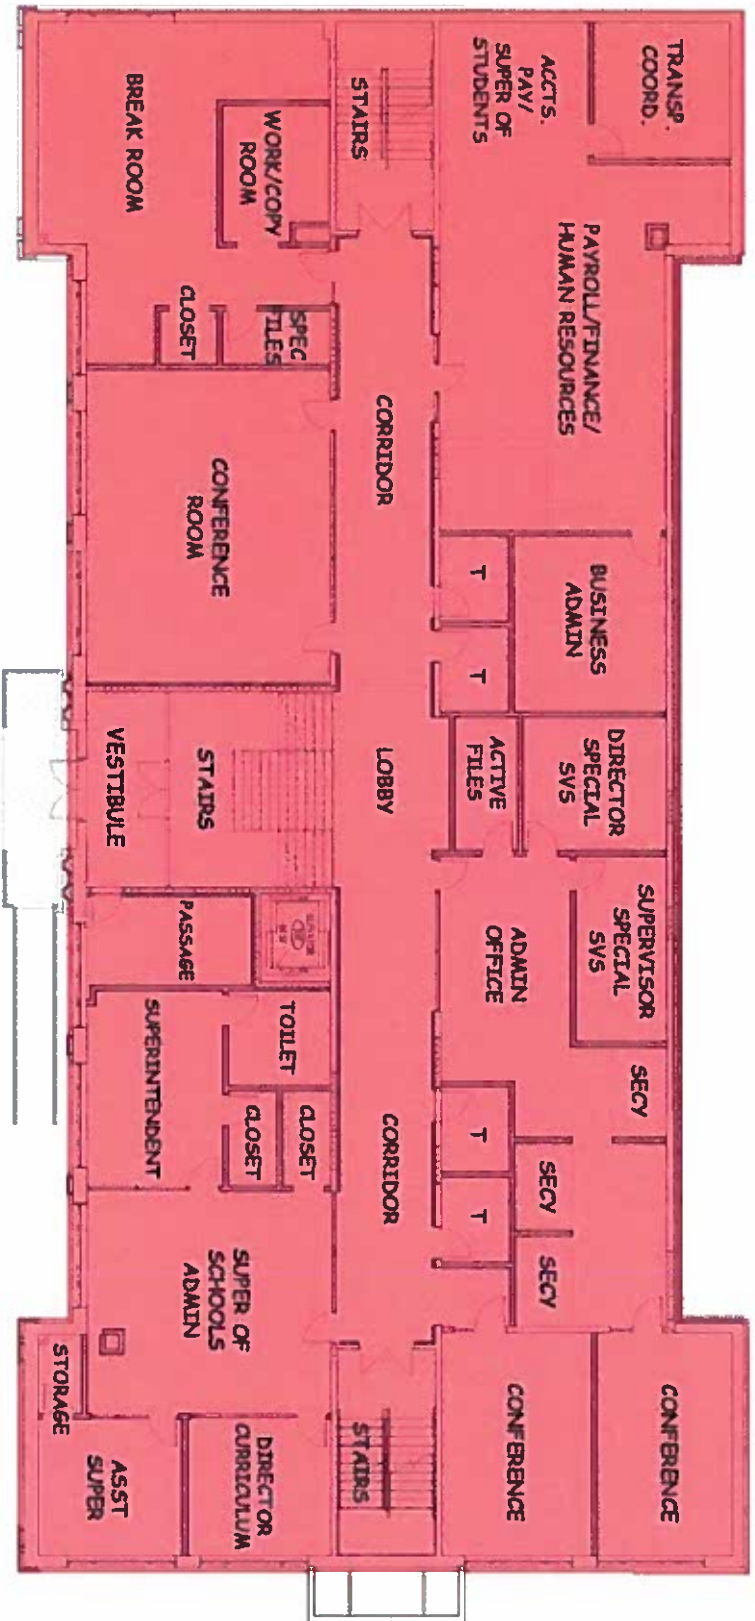 TRANSP.
COORD.
ACCTS.
PAY/
SUPER OF
STUDENTS
PAYROLL/FINANCE/
HUMAN RESOURCES
BUSINESS
ADMIN
T
T
DIRECTOR
SPECIAL
SVS
ACTIVE
FILES
SUPERVISOR
SPECIAL
SVS
ADMIN
OFFICE
SECY
T
T
SECY
SECY
CONFERENCE
CONFERENCE
STAIRS
CORRIDOR
LOBBY
CORRIDOR
STAIRS
BREAK ROOM
WORK/COPY
ROOM
SPEC
FILES
CLOSET
CONFERENCE
ROOM
STAIRS
VESTIBULE
PASSAGE
TOILET
CLOSET
CLOSET
SUPERINTENDENT
SUPER OF
SCHOOLS
ADMIN
DIRECTOR
CURRICULUM
STORAGE
ASST
SUPER